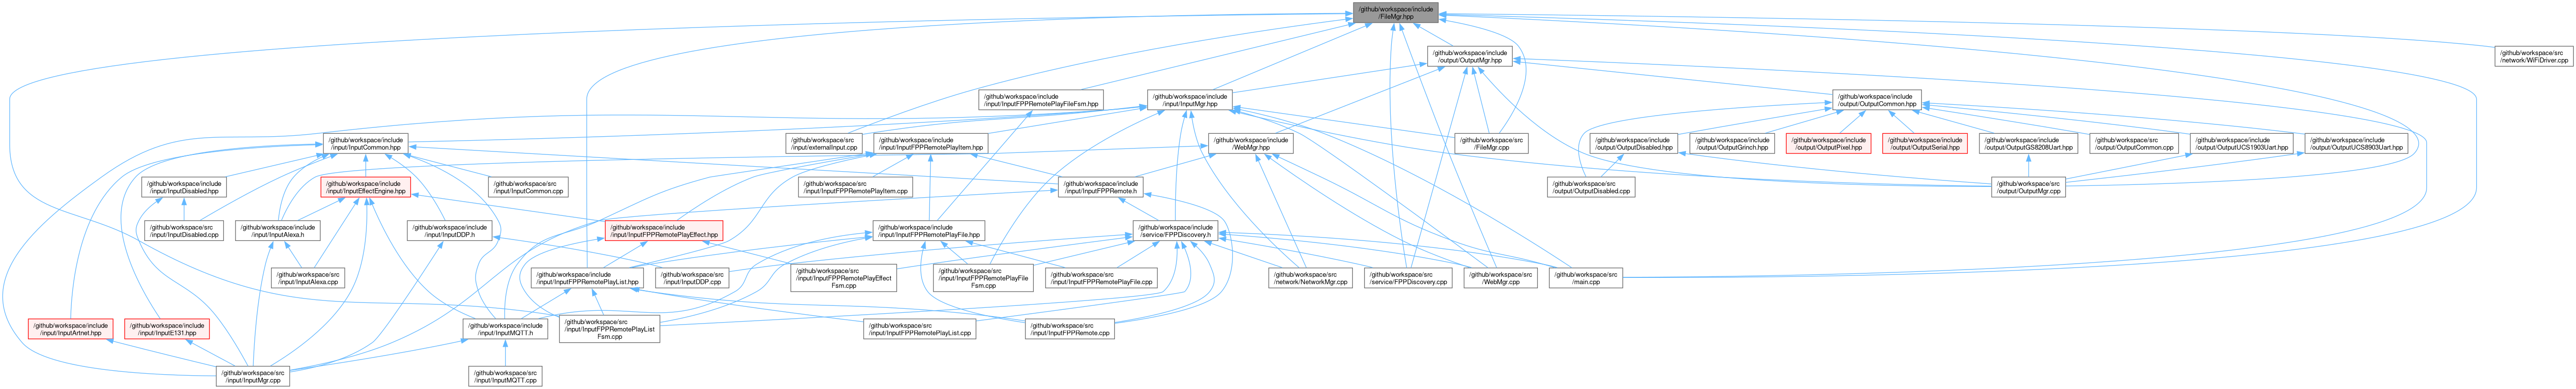 /github/workspace/include
/FileMgr.hpp
/github/workspace/include
/output/OutputMgr.hpp
/github/workspace/src
/network/WiFiDriver.cpp
/github/workspace/include
/input/InputFPPRemotePlayFileFsm.hpp
/github/workspace/include
/input/InputMgr.hpp
/github/workspace/include
/output/OutputCommon.hpp
/github/workspace/include
/input/InputCommon.hpp
/github/workspace/src
/input/externalInput.cpp
/github/workspace/include
/input/InputFPPRemotePlayItem.hpp
/github/workspace/include
/WebMgr.hpp
/github/workspace/src
/FileMgr.cpp
/github/workspace/include
/output/OutputDisabled.hpp
/github/workspace/include
/output/OutputGrinch.hpp
/github/workspace/include
/output/OutputPixel.hpp
/github/workspace/include
/output/OutputSerial.hpp
/github/workspace/include
/output/OutputGS8208Uart.hpp
/github/workspace/src
/output/OutputCommon.cpp
/github/workspace/include
/output/OutputUCS1903Uart.hpp
/github/workspace/include
/output/OutputUCS8903Uart.hpp
/github/workspace/include
/input/InputDisabled.hpp
/github/workspace/include
/input/InputEffectEngine.hpp
/github/workspace/src
/input/InputCommon.cpp
/github/workspace/src
/input/InputFPPRemotePlayItem.cpp
/github/workspace/include
/input/InputFPPRemote.h
/github/workspace/src
/output/OutputDisabled.cpp
/github/workspace/src
/output/OutputMgr.cpp
/github/workspace/src
/input/InputDisabled.cpp
/github/workspace/include
/input/InputAlexa.h
/github/workspace/include
/input/InputDDP.h
/github/workspace/include
/input/InputFPPRemotePlayEffect.hpp
/github/workspace/include
/input/InputFPPRemotePlayFile.hpp
/github/workspace/include
/service/FPPDiscovery.h
/github/workspace/src
/input/InputAlexa.cpp
/github/workspace/include
/input/InputFPPRemotePlayList.hpp
/github/workspace/src
/input/InputDDP.cpp
/github/workspace/src
/input/InputFPPRemotePlayEffect
Fsm.cpp
/github/workspace/src
/input/InputFPPRemotePlayFile
Fsm.cpp
/github/workspace/src
/input/InputFPPRemotePlayFile.cpp
/github/workspace/src
/network/NetworkMgr.cpp
/github/workspace/src
/service/FPPDiscovery.cpp
/github/workspace/src
/WebMgr.cpp
/github/workspace/src
/main.cpp
/github/workspace/include
/input/InputArtnet.hpp
/github/workspace/include
/input/InputE131.hpp
/github/workspace/include
/input/InputMQTT.h
/github/workspace/src
/input/InputFPPRemotePlayList
Fsm.cpp
/github/workspace/src
/input/InputFPPRemotePlayList.cpp
/github/workspace/src
/input/InputFPPRemote.cpp
/github/workspace/src
/input/InputMgr.cpp
/github/workspace/src
/input/InputMQTT.cpp